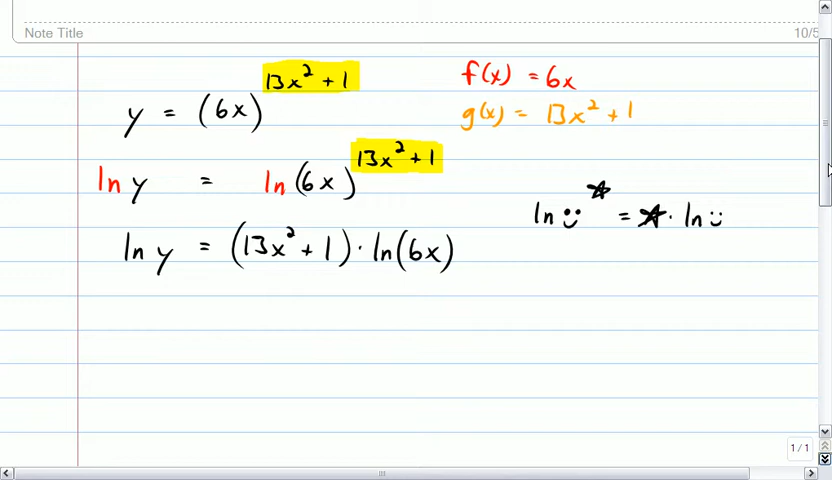 Note Title
10/5
y = (6x)^{13x² + 1}
f(x) = 6x
g(x) = 13x² + 1
ln y = ln (6x)^{13x² + 1}
ln ☺^{★} = ★ · ln ☺
ln y = (13x² + 1) · ln(6x)
1/1